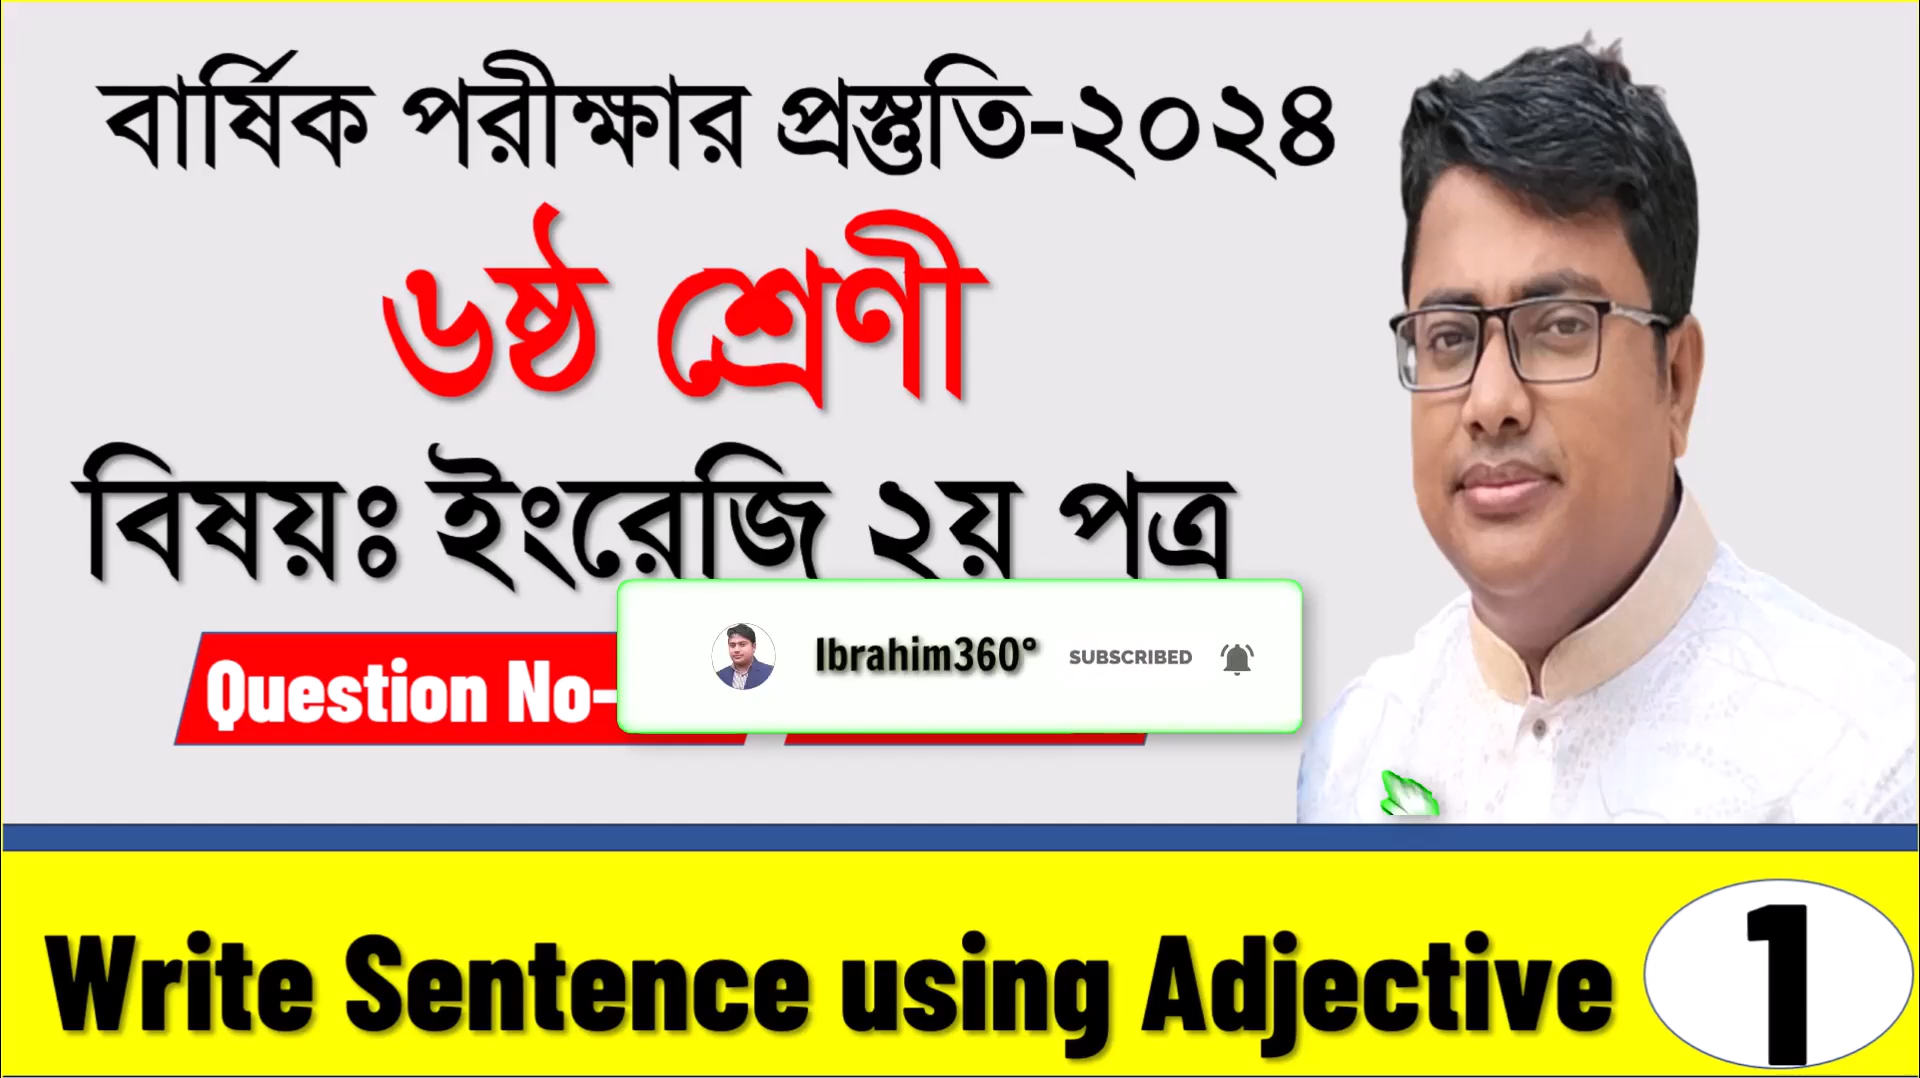 বার্ষিক পরীক্ষার প্রস্তুতি-২০২৪
৬ষ্ঠ শ্রেণী
বিষয়ঃ ইংরেজি ২য় পত্র
Question No-
Ibrahim360° SUBSCRIBED
Write Sentence using Adjective 1